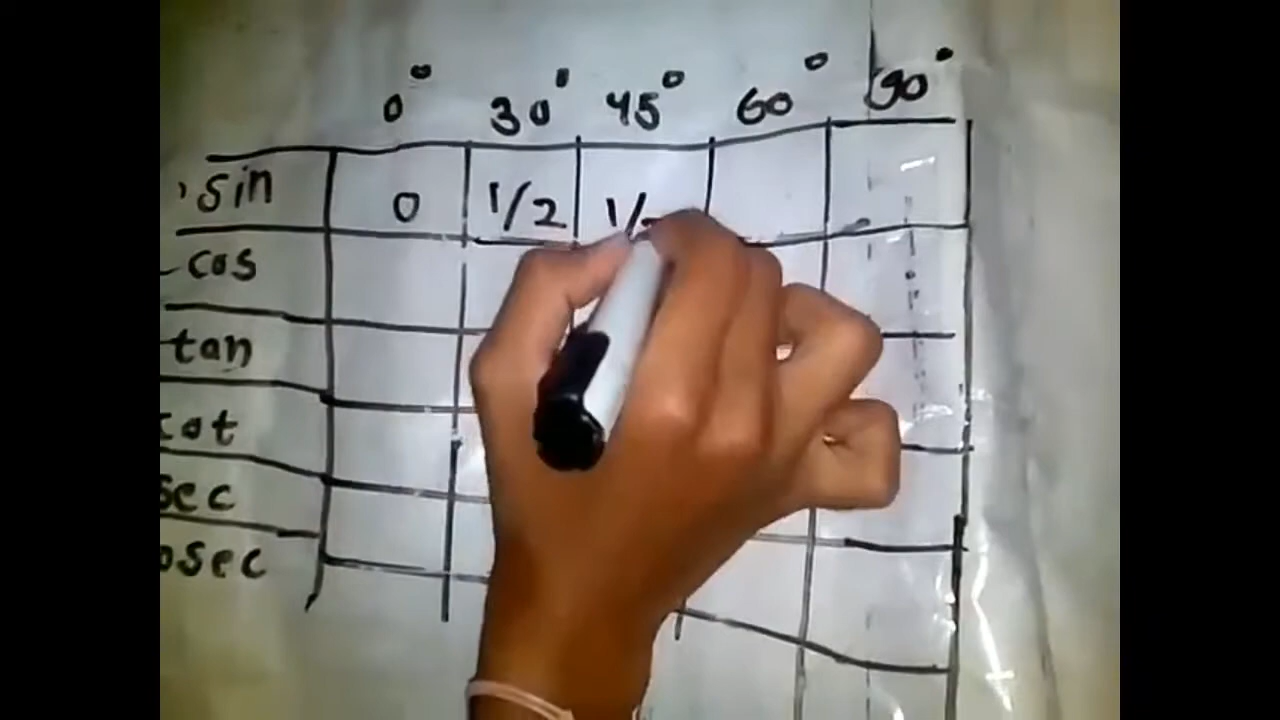 0° 30° 45° 60° 90°
sin 0 1/2 1/
cos
tan
cot
sec
osec